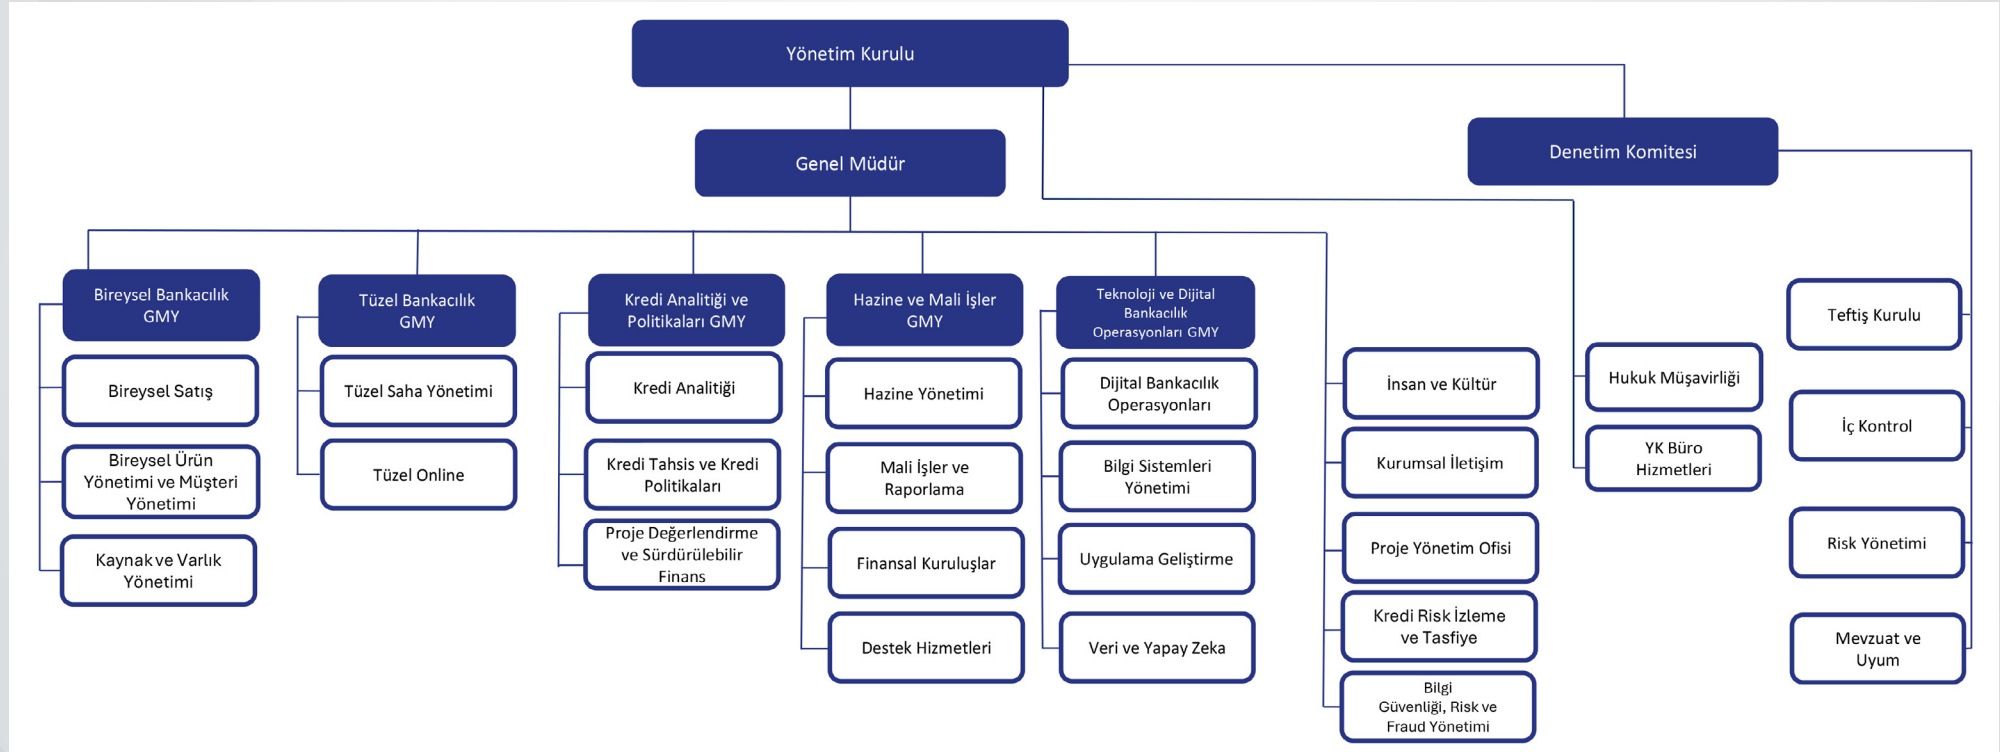 Yönetim Kurulu
Genel Müdür
Denetim Komitesi
Bireysel Bankacılık
GMY
Bireysel Satış
Bireysel Ürün
Yönetimi ve Müşteri
Yönetimi
Kaynak ve Varlık
Yönetimi
Tüzel Bankacılık
GMY
Tüzel Saha Yönetimi
Tüzel Online
Kredi Analitiği ve
Politikaları GMY
Kredi Analitiği
Kredi Tahsis ve Kredi
Politikaları
Proje Değerlendirme
ve Sürdürülebilir
Finans
Hazine ve Mali İşler
GMY
Hazine Yönetimi
Mali İşler ve
Raporlama
Finansal Kuruluşlar
Destek Hizmetleri
Teknoloji ve Dijital
Bankacılık
Operasyonları GMY
Dijital Bankacılık
Operasyonları
Bilgi Sistemleri
Yönetimi
Uygulama Geliştirme
Veri ve Yapay Zeka
İnsan ve Kültür
Kurumsal İletişim
Proje Yönetim Ofisi
Kredi Risk İzleme
ve Tasfiye
Bilgi
Güvenliği, Risk ve
Fraud Yönetimi
Hukuk Müşavirliği
YK Büro
Hizmetleri
Teftiş Kurulu
İç Kontrol
Risk Yönetimi
Mevzuat ve
Uyum